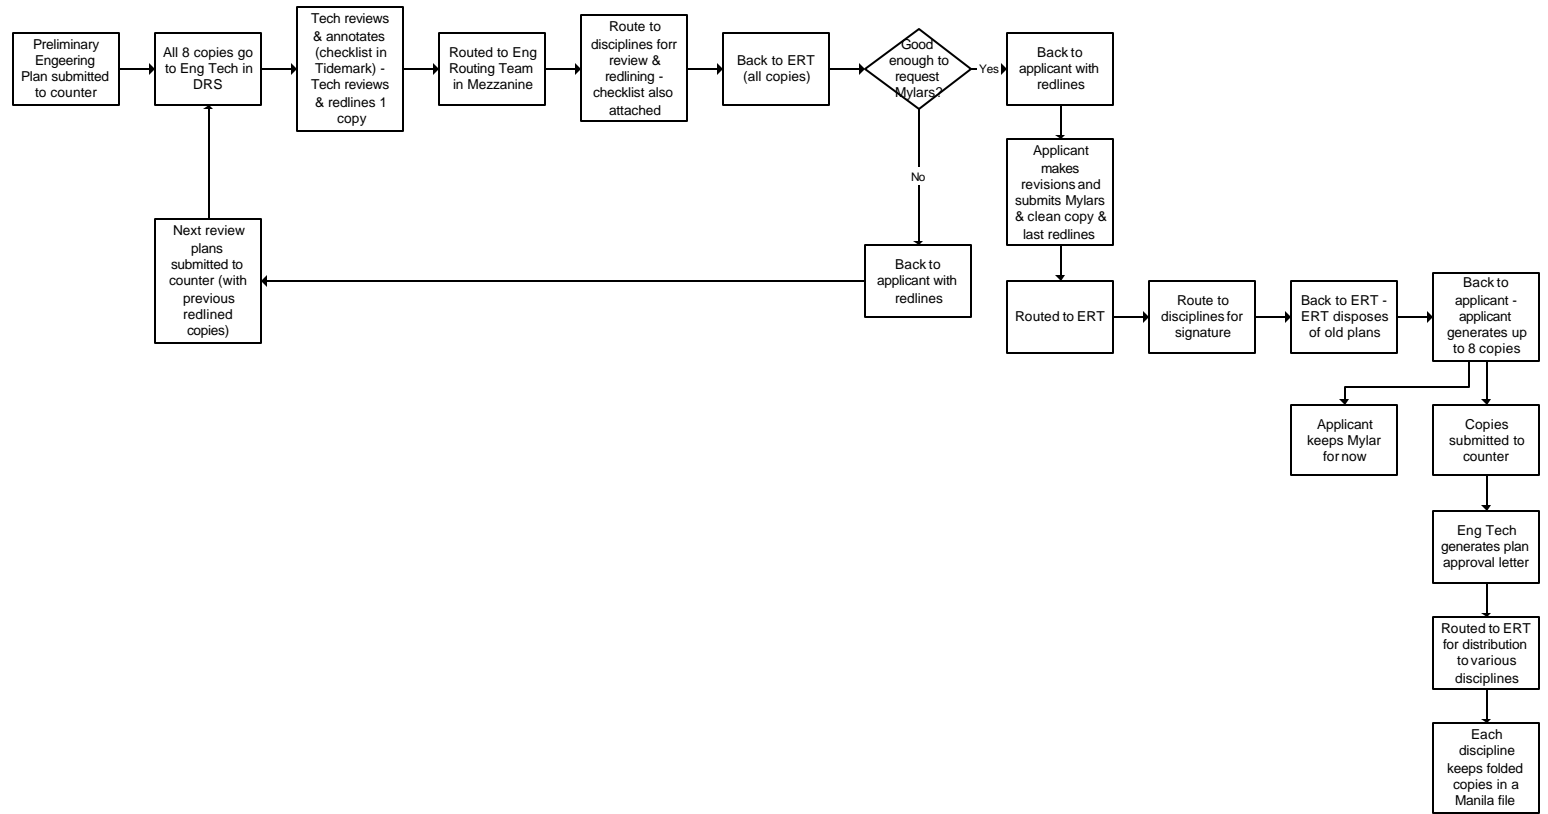 Preliminary
Engeering
Plan submitted
to counter
All 8 copies go
to Eng Tech in
DRS
Tech reviews
& annotates
(checklist in
Tidemark) -
Tech reviews
& redlines 1
copy
Routed to Eng
Routing Team
in Mezzanine
Route to
disciplines forr
review &
redlining -
checklist also
attached
Back to ERT
(all copies)
Good
enough to
request
Mylars?
Yes
Back to
applicant with
redlines
No
Applicant
makes
revisions and
submits Mylars
& clean copy &
last redlines
Next review
plans
submitted to
counter (with
previous
redlined
copies)
Back to
applicant with
redlines
Routed to ERT
Route to
disciplines for
signature
Back to ERT -
ERT disposes
of old plans
Back to
applicant -
applicant
generates up
to 8 copies
Applicant
keeps Mylar
for now
Copies
submitted to
counter
Eng Tech
generates plan
approval letter
Routed to ERT
for distribution
to various
disciplines
Each
discipline
keeps folded
copies in a
Manila file